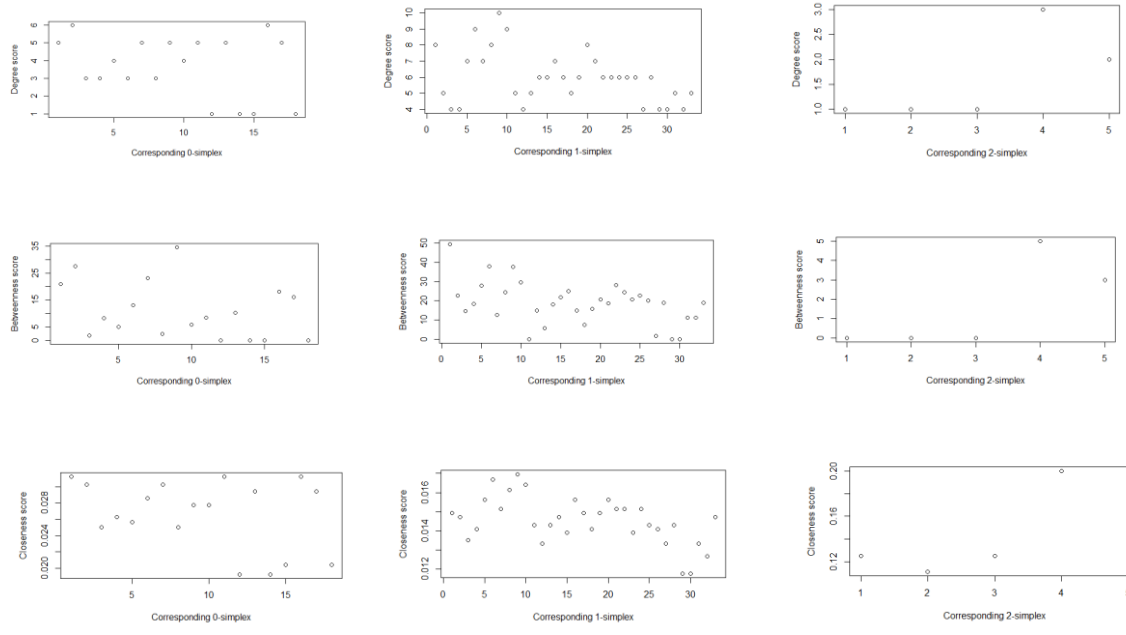 Degree score
1 2 3 4 5 6
5 10 15
Corresponding 0-simplex
Degree score
4 5 6 7 8 9 10
0 5 10 15 20 25 30
Corresponding 1-simplex
Degree score
1.0 1.5 2.0 2.5 3.0
1 2 3 4 5
Corresponding 2-simplex
Betweenness score
0 5 15 25 35
5 10 15
Corresponding 0-simplex
Betweenness score
0 10 20 30 40 50
0 5 10 15 20 25 30
Corresponding 1-simplex
Betweenness score
0 1 2 3 4 5
1 2 3 4 5
Corresponding 2-simplex
Closeness score
0.020 0.024 0.028
5 10 15
Corresponding 0-simplex
Closeness score
0.012 0.014 0.016
0 5 10 15 20 25 30
Corresponding 1-simplex
Closeness score
0.12 0.16 0.20
1 2 3 4
Corresponding 2-simplex